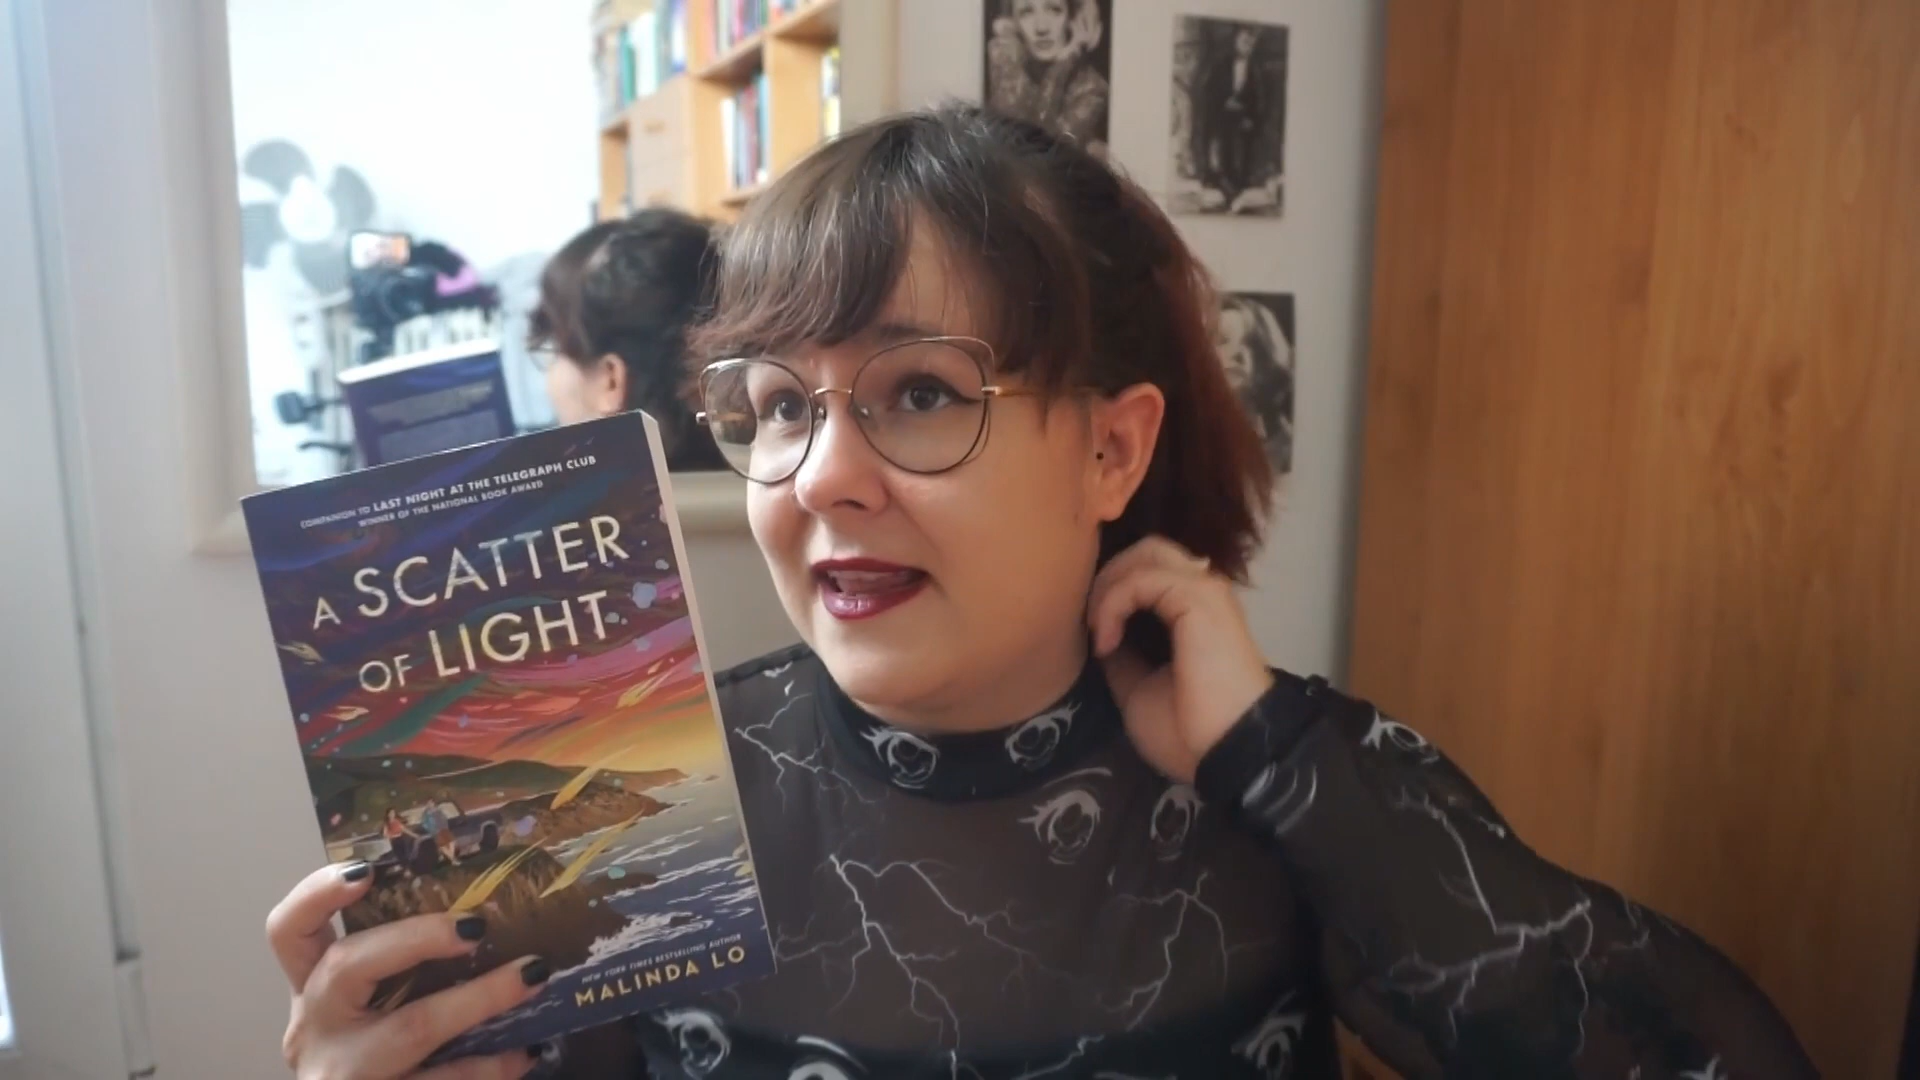 COMPANION TO LAST NIGHT AT THE TELEGRAPH CLUB
WINNER OF THE NATIONAL BOOK AWARD
A SCATTER
OF LIGHT
NEW YORK TIMES BESTSELLING AUTHOR
MALINDA LO